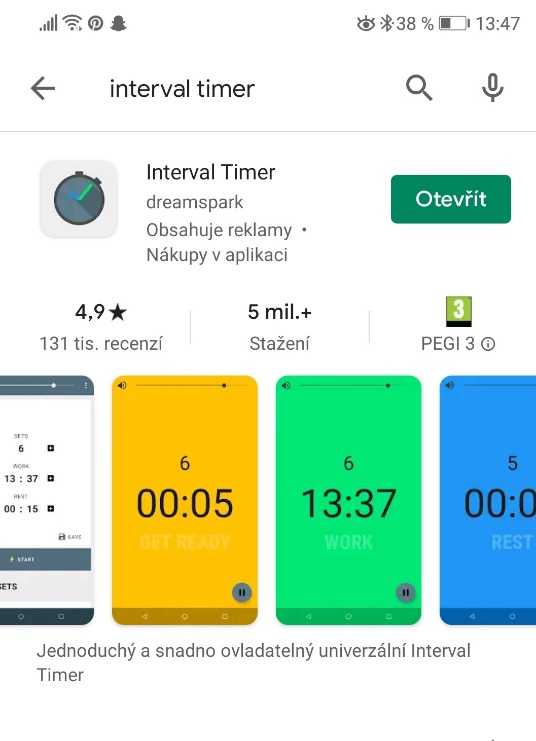 38 % 13:47
interval timer
Interval Timer
dreamspark
Obsahuje reklamy •
Nákupy v aplikaci
Otevřít
4,9★
131 tis. recenzí
5 mil.+
Stažení
3
PEGI 3
SETS
6
WORK
13 : 37
REST
00 : 15
SAVE
START
SETS
6
00:05
GET READY
6
13:37
WORK
5
00:0
REST
Jednoduchý a snadno ovladatelný univerzální Interval
Timer